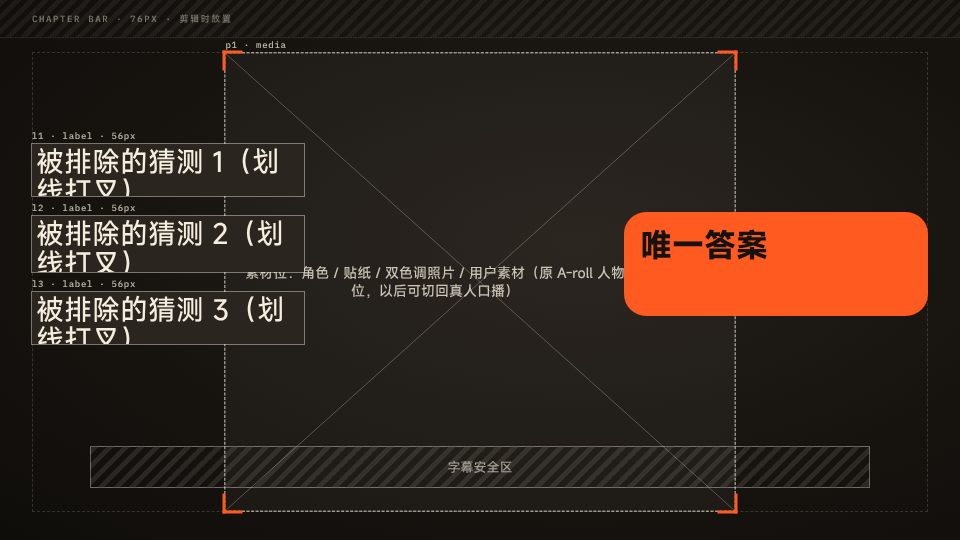 CHAPTER BAR · 76PX · 剪辑时放置
p1 · media
l1 · label · 56px
被排除的猜测 1（划
线打叉）
l2 · label · 56px
被排除的猜测 2（划
线打叉）
素材位：角色 / 贴纸 / 双色调照片 / 用户素材（原 A-roll 人物
位，以后可切回真人口播）
唯一答案
l3 · label · 56px
被排除的猜测 3（划
线打叉）
字幕安全区